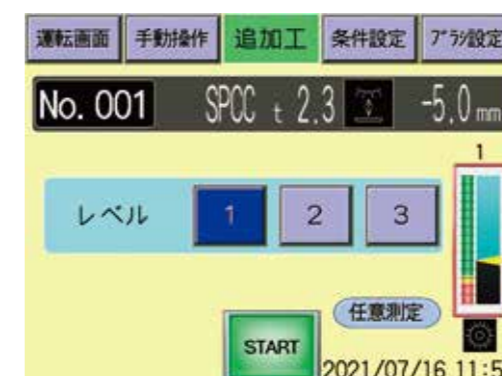 運転画面 手動操作 追加工 条件設定 ブラシ設定
No. 001 SPCC t 2.3 -5.0 mm
1
レベル 1 2 3
任意測定
START
2021/07/16 11:5